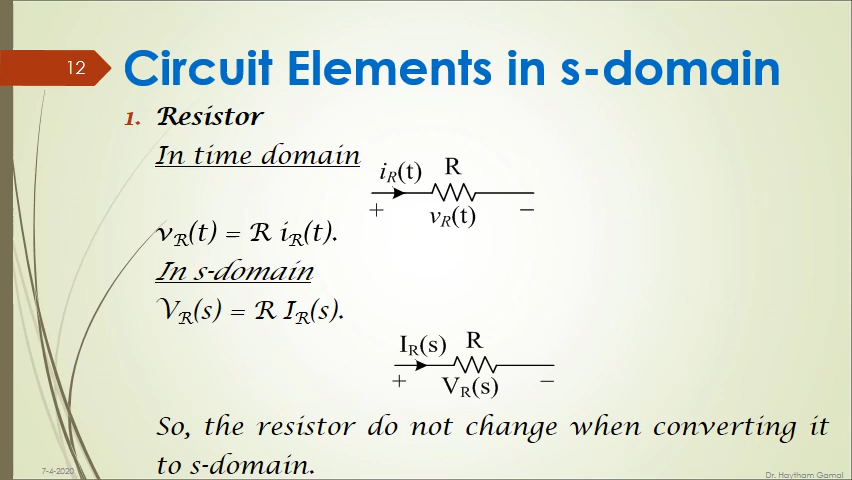 12
Circuit Elements in s-domain
1. Resistor
In time domain
iR(t) R
+ vR(t) −
vR(t) = R iR(t).
In s-domain
VR(s) = R IR(s).
IR(s) R
+ VR(s) −
So, the resistor do not change when converting it
to s-domain.
7-4-2020
Dr. Haytham Gamal